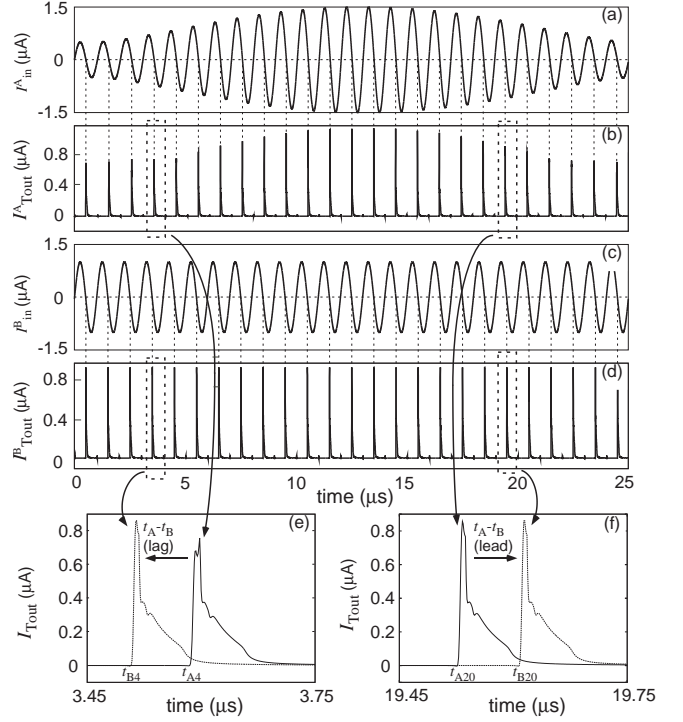 1.5
(a)
0
I^A_in (μA)
-1.5
(b)
0.8
0.4
I^A_Tout (μA)
0
1.5
(c)
0
I^B_in (μA)
-1.5
(d)
0.8
0.4
I^B_Tout (μA)
0
0 5 10 15 20 25
time (μs)
0.8
t_A-t_B
(lag)
(e)
0.6
0.4
I_Tout (μA)
0.2
0
t_B4 t_A4
3.45 3.75
time (μs)
0.8
t_A-t_B
(lead)
(f)
0.6
0.4
I_Tout (μA)
0.2
0
t_A20 t_B20
19.45 19.75
time (μs)